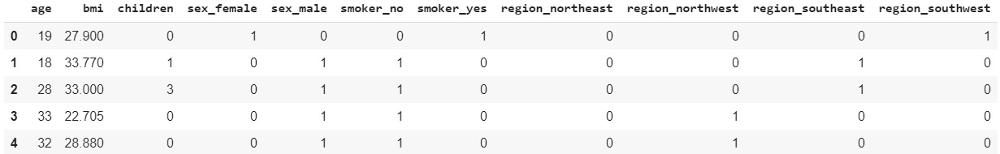 age bmi children sex_female sex_male smoker_no smoker_yes region_northeast region_northwest region_southeast region_southwest
0 19 27.900 0 1 0 0 1 0 0 0 1
1 18 33.770 1 0 1 1 0 0 0 1 0
2 28 33.000 3 0 1 1 0 0 0 1 0
3 33 22.705 0 0 1 1 0 0 1 0 0
4 32 28.880 0 0 1 1 0 0 1 0 0